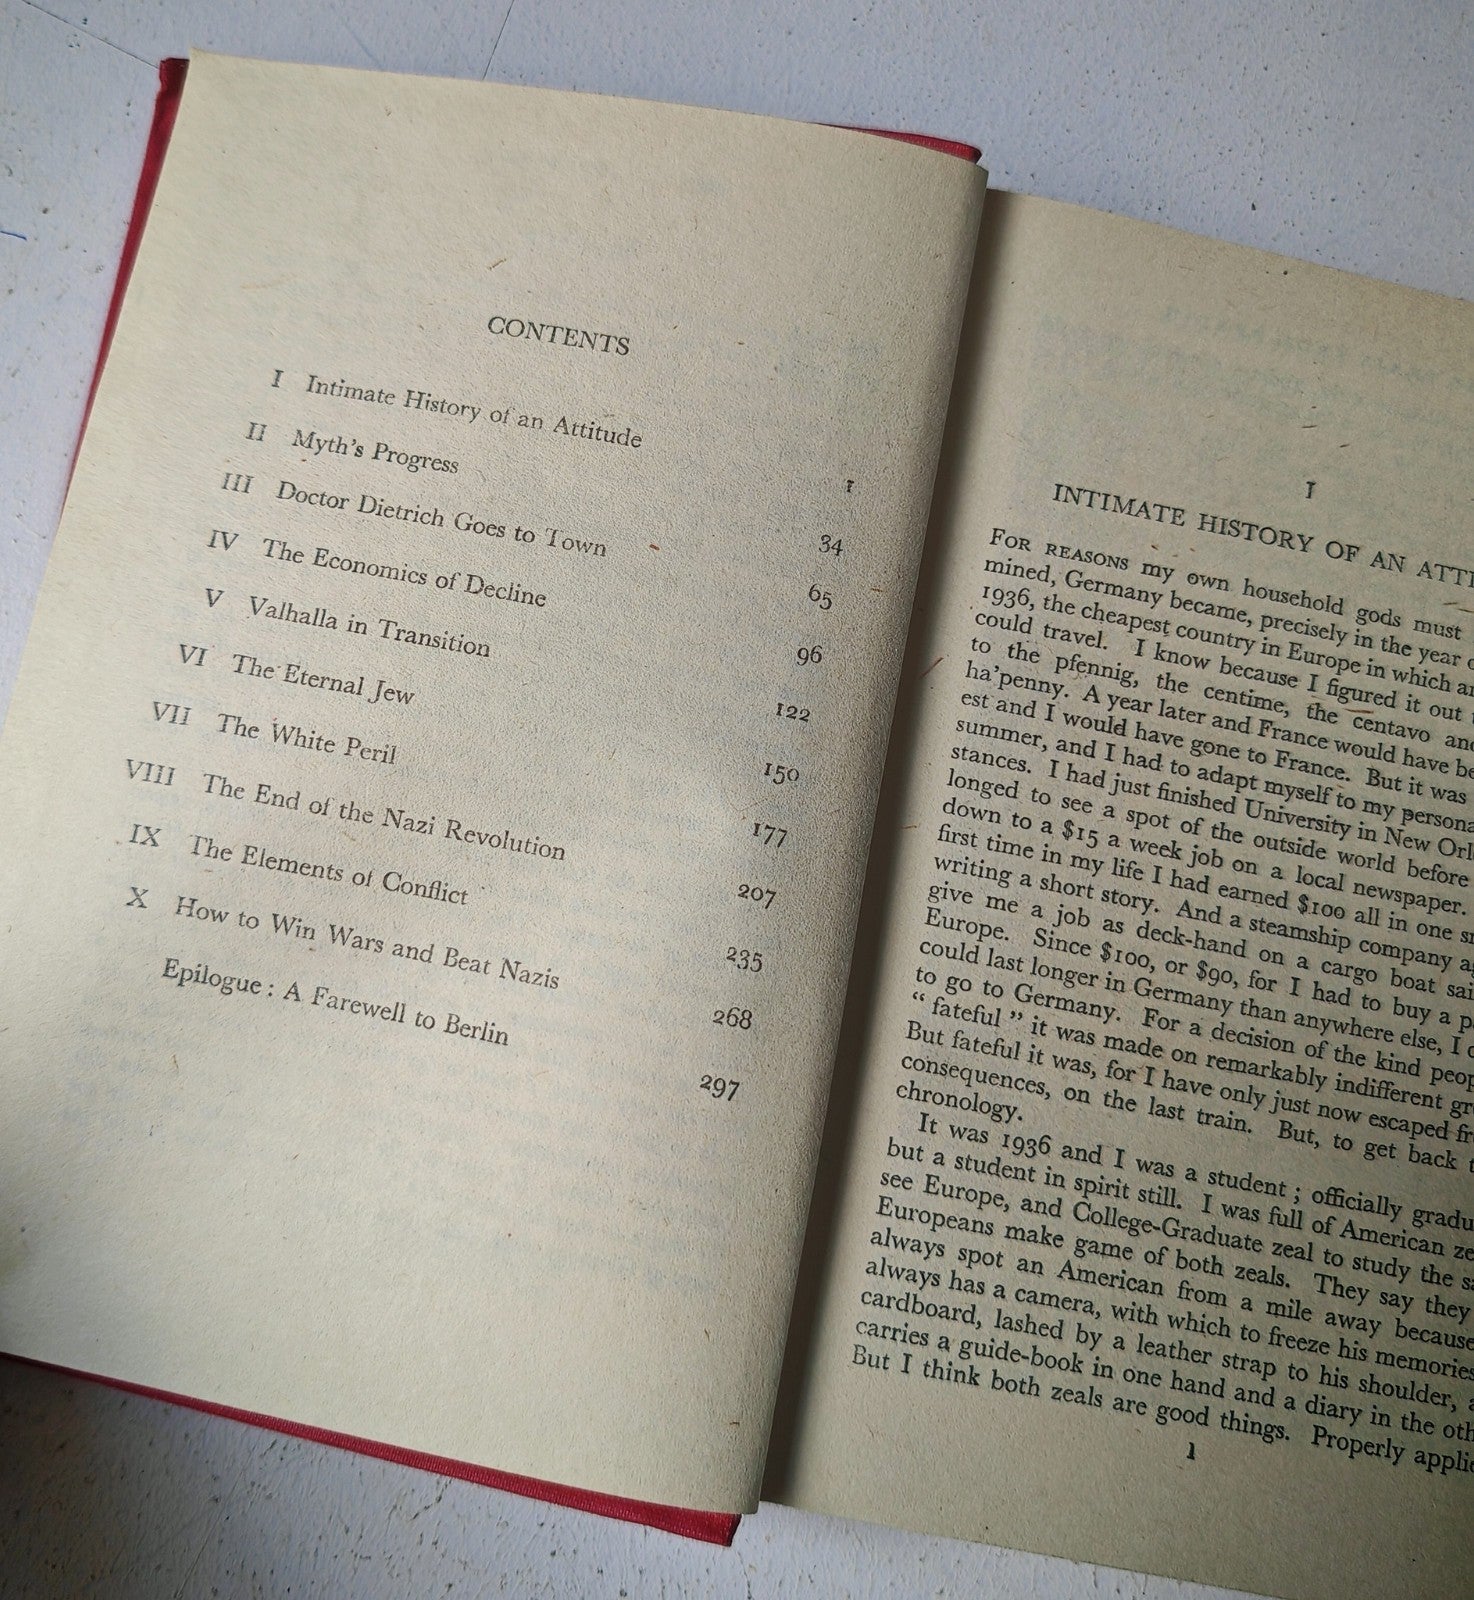 CONTENTS
I Intimate History of an Attitude 1
II Myth's Progress 34
III Doctor Dietrich Goes to Town 65
IV The Economics of Decline 96
V Valhalla in Transition 122
VI The Eternal Jew 150
VII The White Peril 177
VIII The End of the Nazi Revolution 207
IX The Elements of Conflict 235
X How to Win Wars and Beat Nazis 268
Epilogue: A Farewell to Berlin 297
I
INTIMATE HISTORY OF AN
FOR REASONS my own household gods must
mined, Germany became, precisely in the year
1936, the cheapest country in Europe in which
could travel. I know because I figured it out
to the pfennig, the centime, the centavo
ha'penny. A year later and France would have
est and I would have gone to France. But it was
summer, and I had to adapt myself to my
stances. I had just finished University in New
longed to see a spot of the outside world before
down to a $15 a week job on a local newspaper.
first time in my life I had earned $100 all in one
writing a short story. And a steamship company
give me a job as deck-hand on a cargo boat
Europe. Since $100, or $90, for I had to buy a
could last longer in Germany than anywhere else, I
to go to Germany. For a decision of the kind
" fateful " it was made on remarkably indifferent
But fateful it was, for I have only just now escaped
consequences, on the last train. But, to get back
chronology.
It was 1936 and I was a student; officially
but a student in spirit still. I was full of American
see Europe, and College-Graduate zeal to study the
Europeans make game of both zeals. They say they
always spot an American from a mile away because
always has a camera, with which to freeze his memories
cardboard, lashed by a leather strap to his shoulder,
carries a guide-book in one hand and a diary in the
But I think both zeals are good things. Properly
1